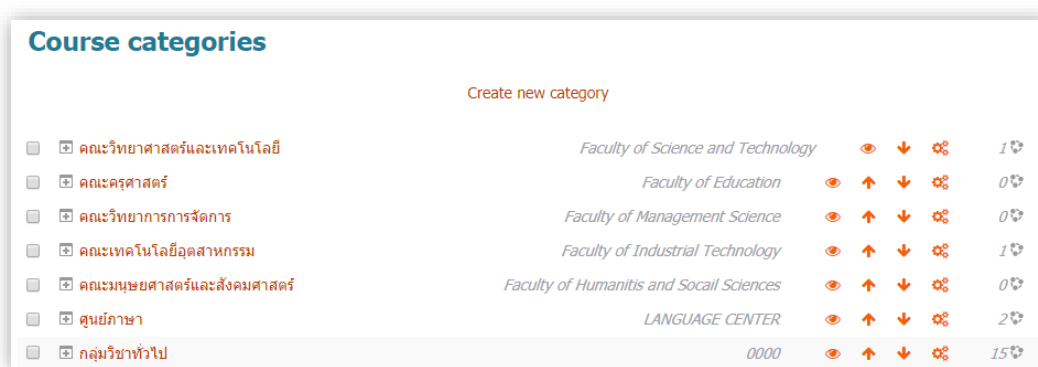 Course categories
Create new category
คณะวิทยาศาสตร์และเทคโนโลยี Faculty of Science and Technology 1
คณะครุศาสตร์ Faculty of Education 0
คณะวิทยาการการจัดการ Faculty of Management Science 0
คณะเทคโนโลยีอุตสาหกรรม Faculty of Industrial Technology 1
คณะมนุษยศาสตร์และสังคมศาสตร์ Faculty of Humanitis and Socail Sciences 0
ศูนย์ภาษา LANGUAGE CENTER 2
กลุ่มวิชาทั่วไป 0000 15